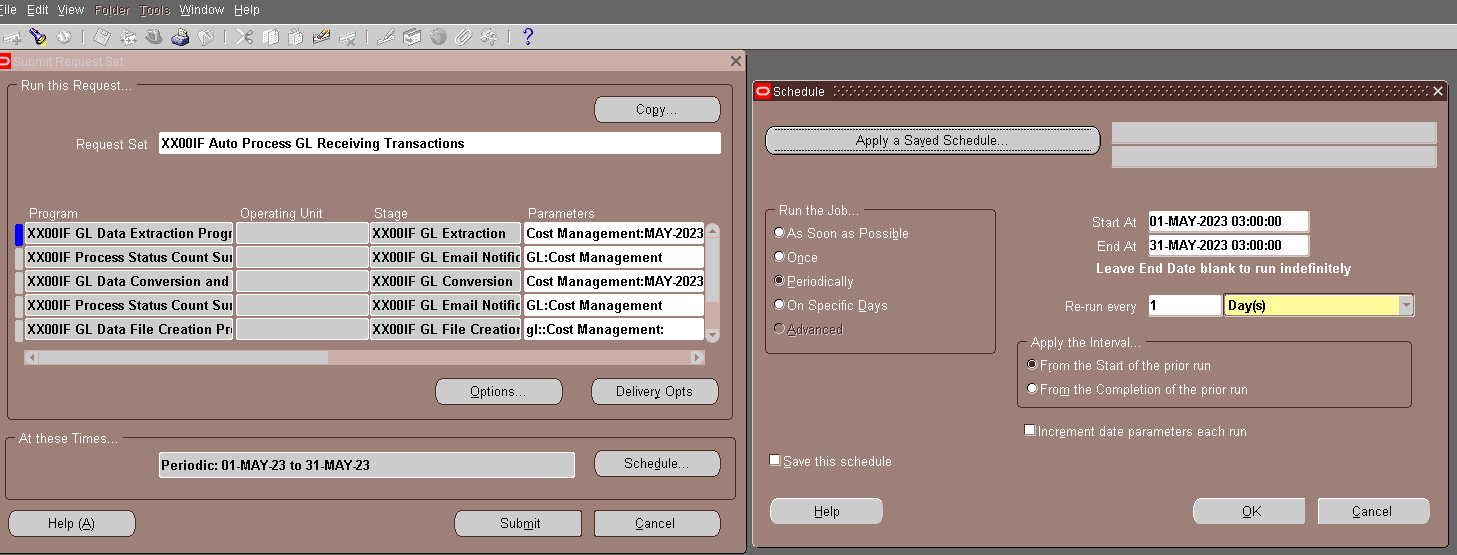 File Edit View Folder Tools Window Help
Submit Request Set
Run this Request...
Copy...
Request Set XX00IF Auto Process GL Receiving Transactions
Program Operating Unit Stage Parameters
XX00IF GL Data Extraction Progr XX00IF GL Extraction Cost Management:MAY-2023
XX00IF Process Status Count Sur XX00IF GL Email Notific GL:Cost Management
XX00IF GL Data Conversion and XX00IF GL Conversion Cost Management:MAY-2023
XX00IF Process Status Count Sur XX00IF GL Email Notific GL:Cost Management
XX00IF GL Data File Creation Pr XX00IF GL File Creation gl::Cost Management:
Options... Delivery Opts
At these Times...
Periodic: 01-MAY-23 to 31-MAY-23 Schedule...
Help (A) Submit Cancel
Schedule
Apply a Saved Schedule...
Run the Job...
As Soon as Possible
Once
Periodically
On Specific Days
Advanced
Start At 01-MAY-2023 03:00:00
End At 31-MAY-2023 03:00:00
Leave End Date blank to run indefinitely
Re-run every 1 Day(s)
Apply the Interval...
From the Start of the prior run
From the Completion of the prior run
Increment date parameters each run
Save this schedule
Help OK Cancel